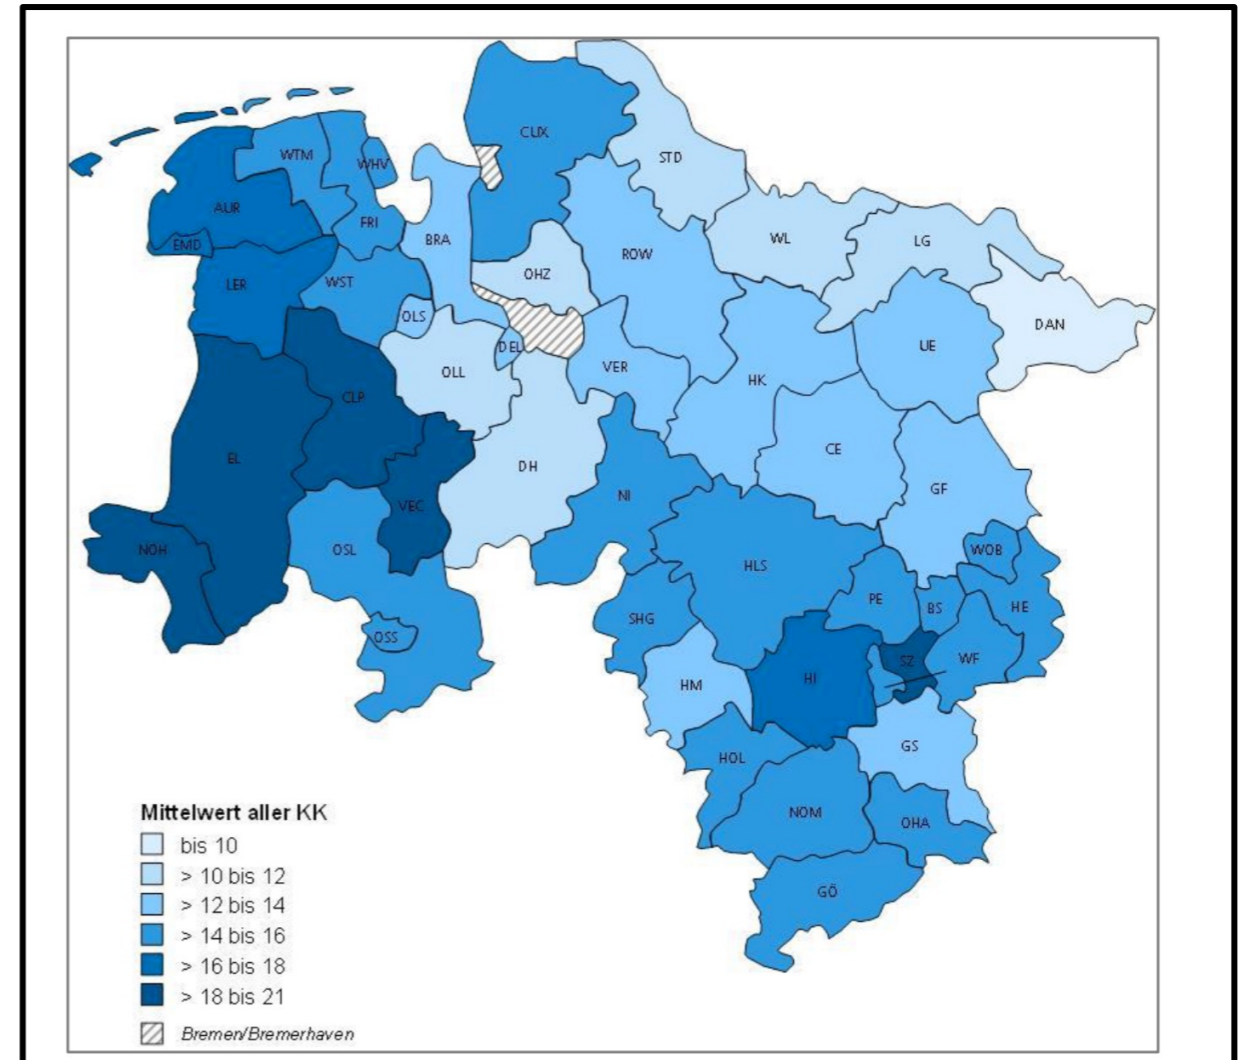 CUX
STD
WTM
WHV
AUR
FRI
EMD
BRA
WL
LG
ROW
OHZ
LER
WST
OLS
DAN
DEL
UE
VER
OLL
HK
CLP
CE
EL
DH
GF
NI
VEC
NOH
OSL
WOB
HLS
PE
BS
HE
SHG
OSS
SZ
WF
HM
HI
GS
HOL
NOM
OHA
GÖ
Mittelwert aller KK
bis 10
> 10 bis 12
> 12 bis 14
> 14 bis 16
> 16 bis 18
> 18 bis 21
Bremen/Bremerhaven